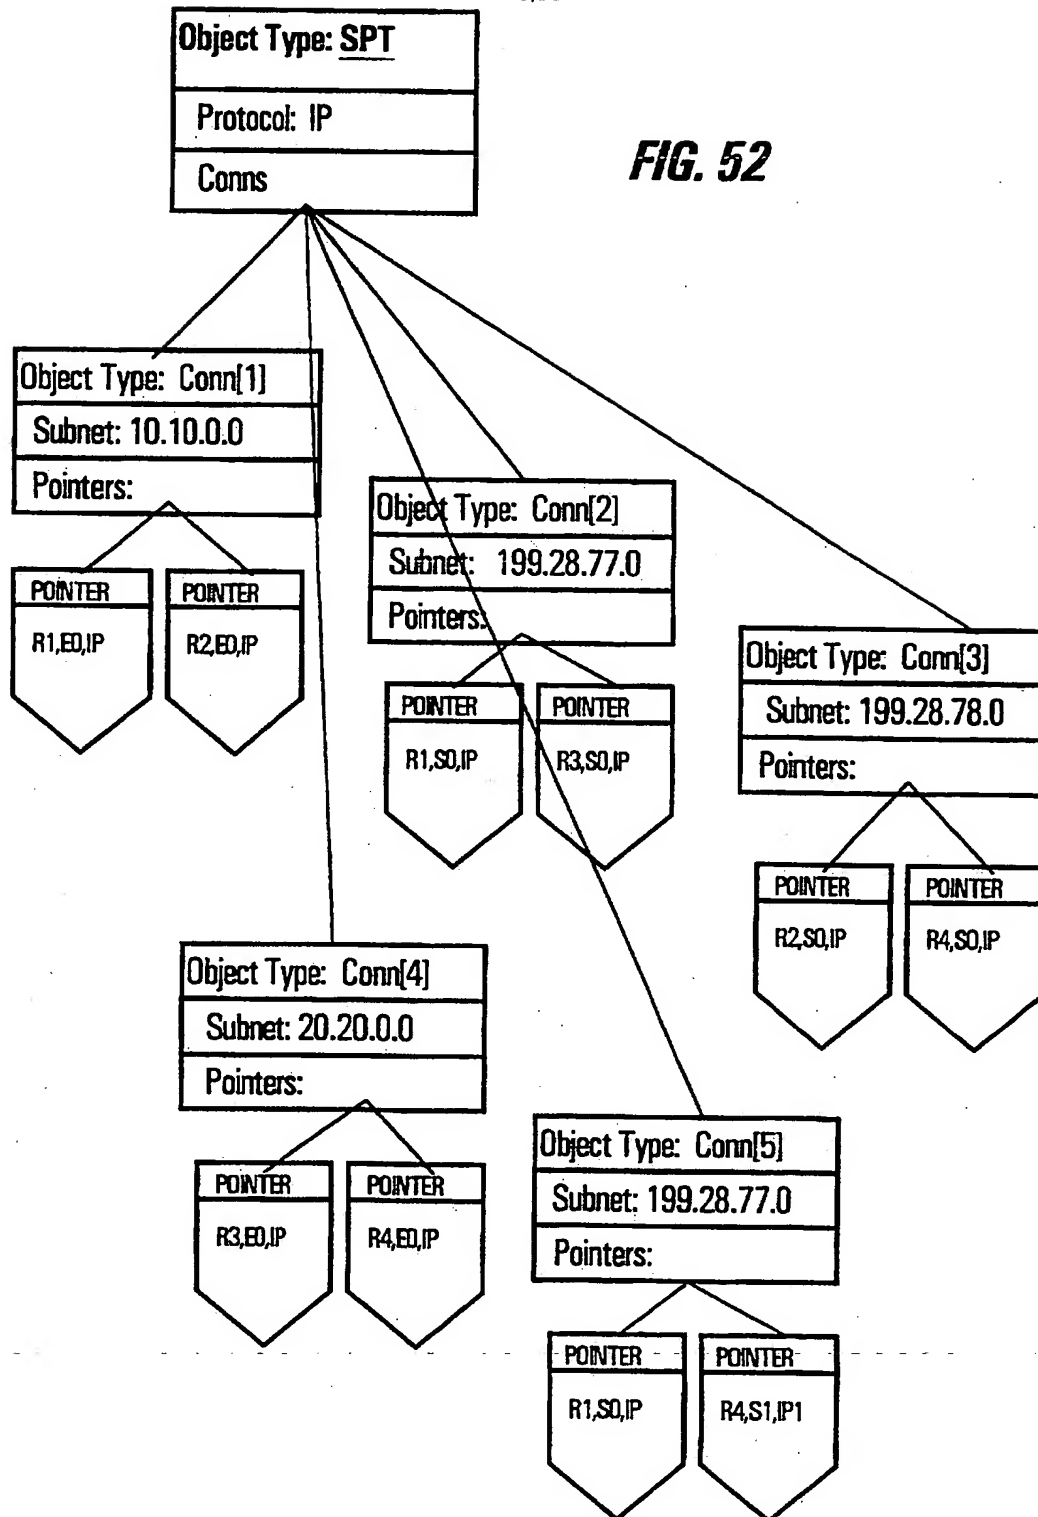 Object Type: SPT
Protocol: IP
Conns
FIG. 52
Object Type: Conn[1]
Subnet: 10.10.0.0
Pointers:
POINTER
R1,E0,IP
POINTER
R2,E0,IP
Object Type: Conn[2]
Subnet: 199.28.77.0
Pointers:
POINTER
R1,S0,IP
POINTER
R3,S0,IP
Object Type: Conn[3]
Subnet: 199.28.78.0
Pointers:
POINTER
R2,S0,IP
POINTER
R4,S0,IP
Object Type: Conn[4]
Subnet: 20.20.0.0
Pointers:
POINTER
R3,E0,IP
POINTER
R4,E0,IP
Object Type: Conn[5]
Subnet: 199.28.77.0
Pointers:
POINTER
R1,S0,IP
POINTER
R4,S1,IP1